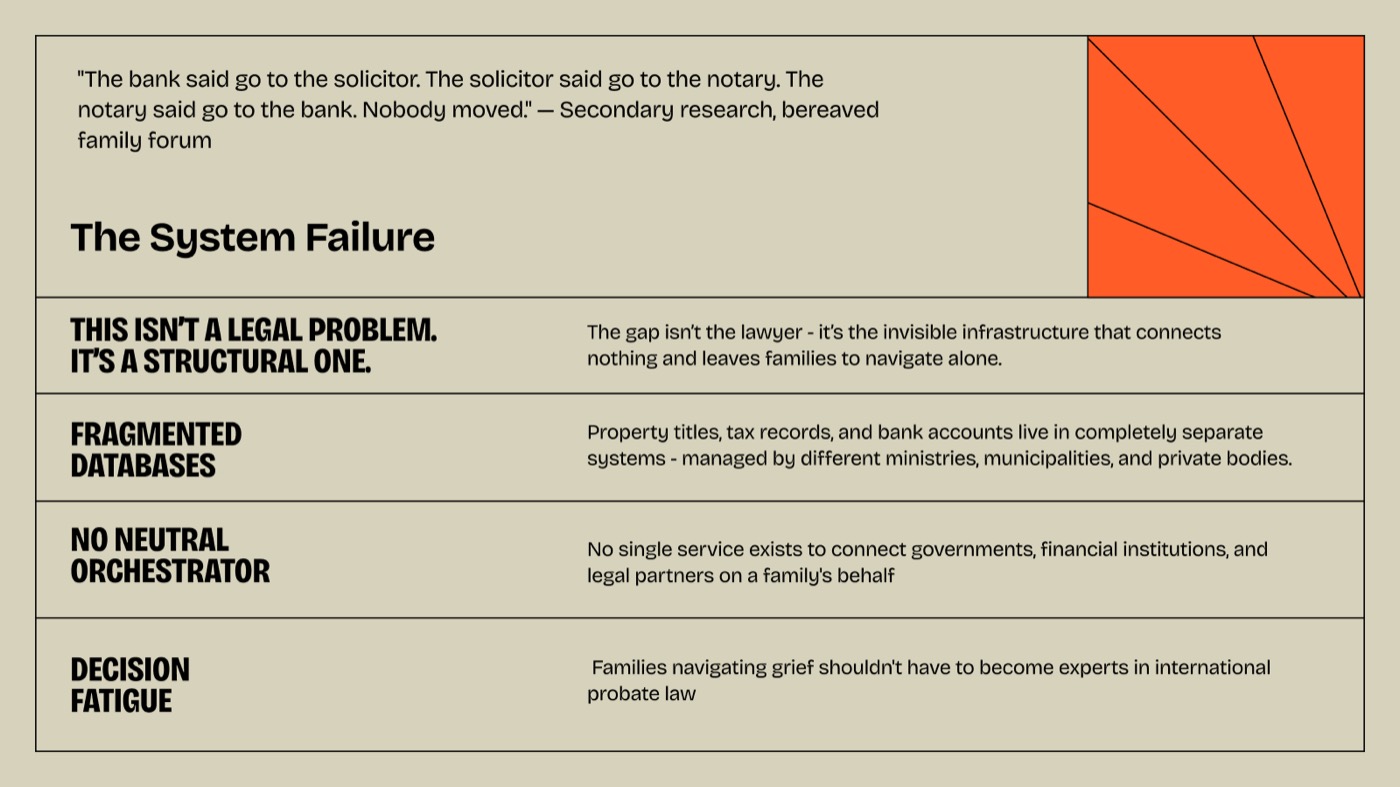 "The bank said go to the solicitor. The solicitor said go to the notary. The
notary said go to the bank. Nobody moved." — Secondary research, bereaved
family forum
The System Failure
THIS ISN'T A LEGAL PROBLEM.
IT'S A STRUCTURAL ONE.
The gap isn't the lawyer - it's the invisible infrastructure that connects
nothing and leaves families to navigate alone.
FRAGMENTED
DATABASES
Property titles, tax records, and bank accounts live in completely separate
systems - managed by different ministries, municipalities, and private bodies.
NO NEUTRAL
ORCHESTRATOR
No single service exists to connect governments, financial institutions, and
legal partners on a family's behalf
DECISION
FATIGUE
Families navigating grief shouldn't have to become experts in international
probate law